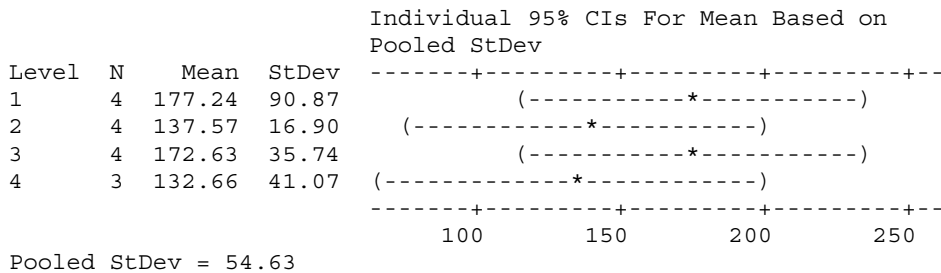 Individual 95% CIs For Mean Based on
                         Pooled StDev
Level  N    Mean  StDev  -------+---------+---------+---------+--
1      4  177.24  90.87            (-----------*-----------)
2      4  137.57  16.90    (------------*-----------)
3      4  172.63  35.74            (-----------*-----------)
4      3  132.66  41.07  (-------------*------------)
                         -------+---------+---------+---------+--
                              100       150       200       250
Pooled StDev = 54.63